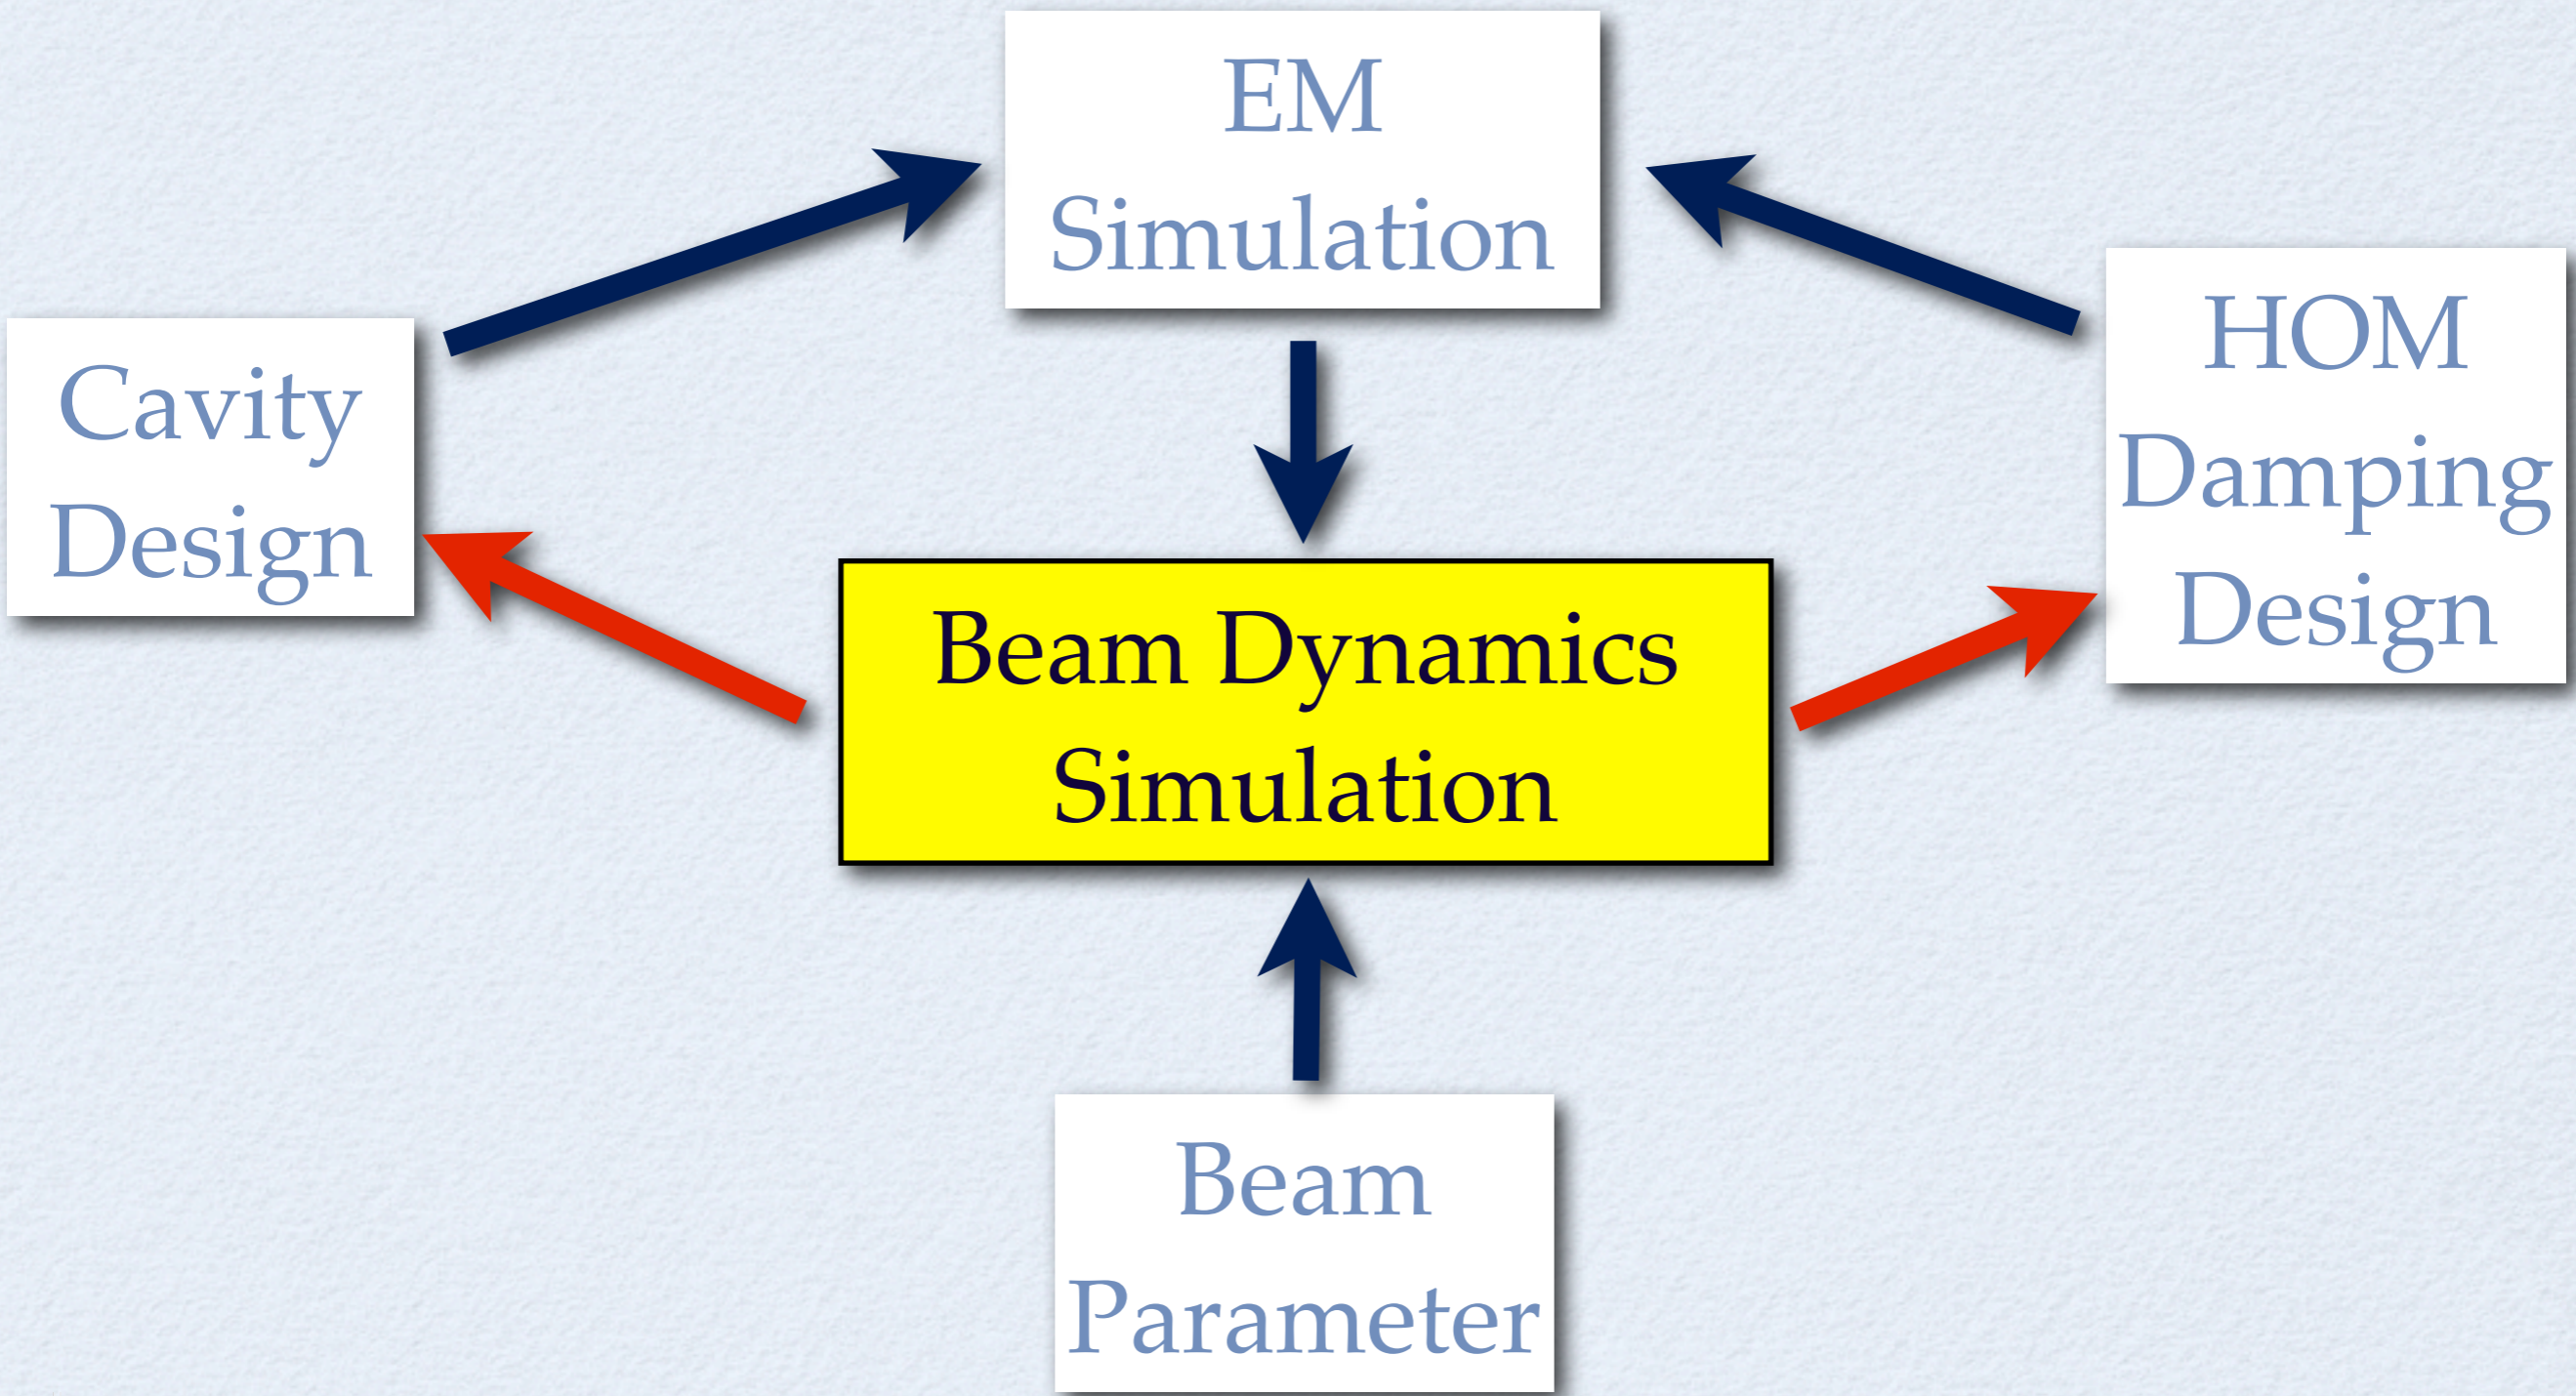 EM
Simulation
Cavity
Design
HOM
Damping
Design
Beam Dynamics
Simulation
Beam
Parameter